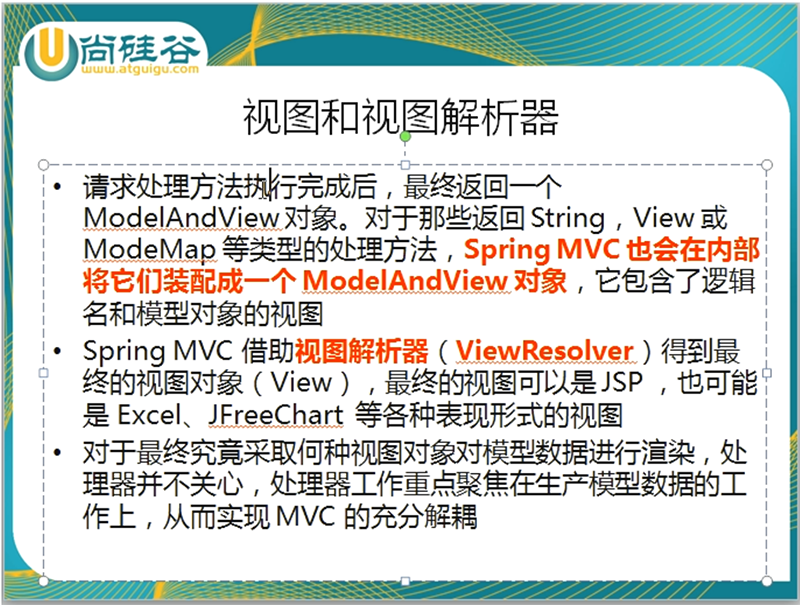 尚硅谷
www.atguigu.com
视图和视图解析器
• 请求处理方法执行完成后，最终返回一个
ModelAndView 对象。对于那些返回 String，View 或
ModeMap 等类型的处理方法，Spring MVC 也会在内部
将它们装配成一个 ModelAndView 对象，它包含了逻辑
名和模型对象的视图
• Spring MVC 借助视图解析器（ViewResolver）得到最
终的视图对象（View），最终的视图可以是 JSP ，也可能
是 Excel、JFreeChart 等各种表现形式的视图
• 对于最终究竟采取何种视图对象对模型数据进行渲染，处
理器并不关心，处理器工作重点聚焦在生产模型数据的工
作上，从而实现 MVC 的充分解耦